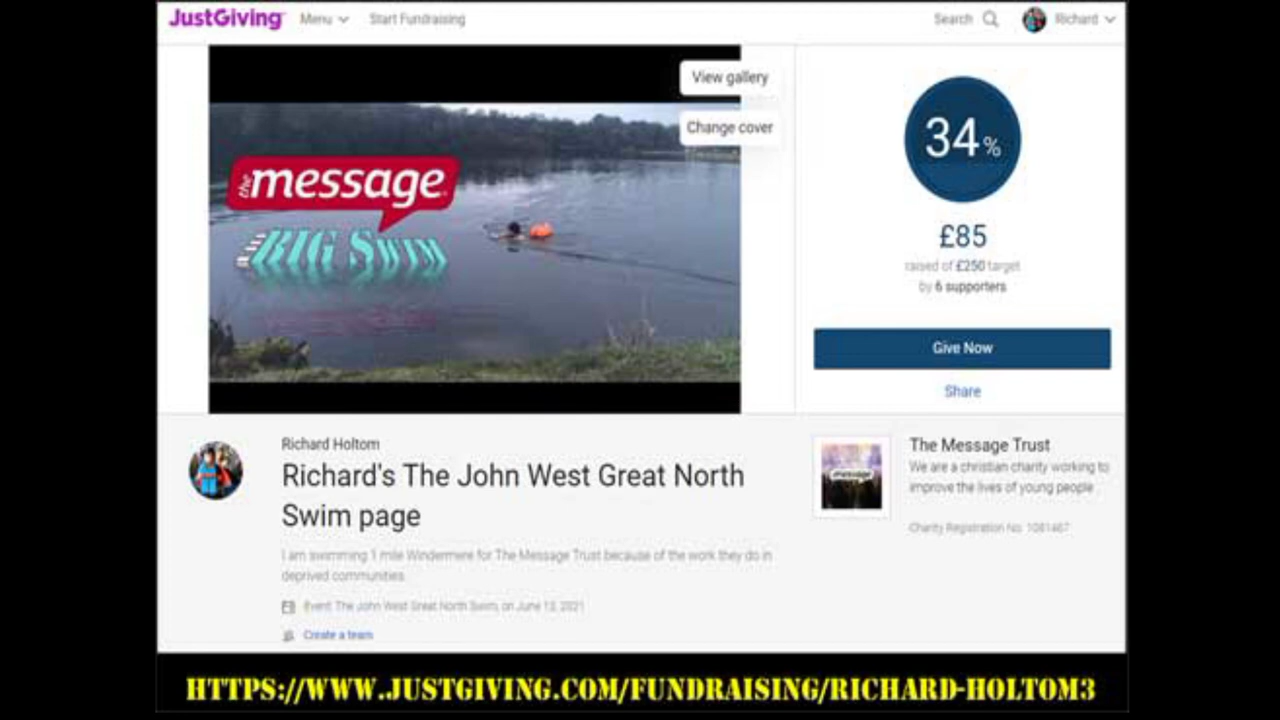 JustGiving Menu Start Fundraising Search Richard
View gallery
Change cover
the message
BIG SWIM
34%
£85
raised of £250 target
by 6 supporters
Give Now
Share
Richard Holtom
Richard's The John West Great North
Swim page
I am swimming 1 mile Windermere for The Message Trust because of the work they do in
deprived communities.
Event: The John West Great North Swim, on June 13, 2021
Create a team
The Message Trust
We are a christian charity working to
improve the lives of young people
Charity Registration No. 1081467
message
HTTPS://WWW.JUSTGIVING.COM/FUNDRAISING/RICHARD-HOLTOM3